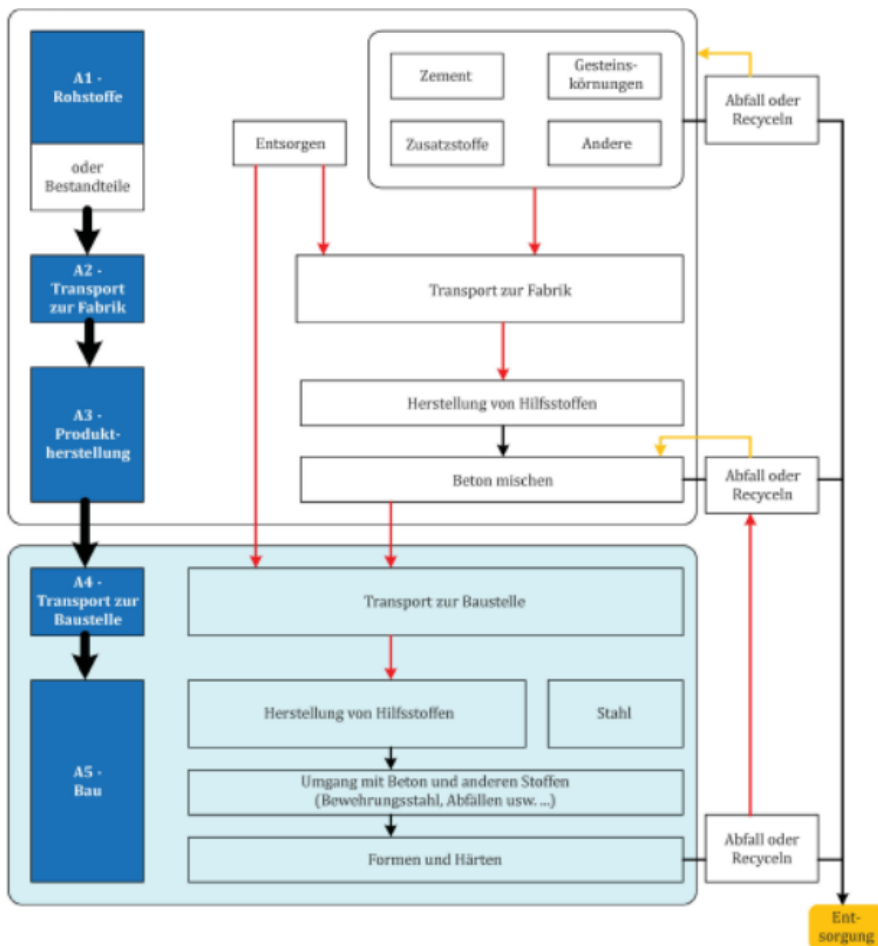 A1 -
Rohstoffe
oder
Bestandteile
Zement
Gesteins-
körnungen
Zusatzstoffe
Andere
Entsorgen
Abfall oder
Recyceln
A2 -
Transport
zur Fabrik
Transport zur Fabrik
A3 -
Produkt-
herstellung
Herstellung von Hilfsstoffen
Beton mischen
Abfall oder
Recyceln
A4 -
Transport zur
Baustelle
Transport zur Baustelle
A5 -
Bau
Herstellung von Hilfsstoffen
Stahl
Umgang mit Beton und anderen Stoffen
(Bewehrungsstahl, Abfällen usw. ...)
Formen und Härten
Abfall oder
Recyceln
Ent-
sorgung